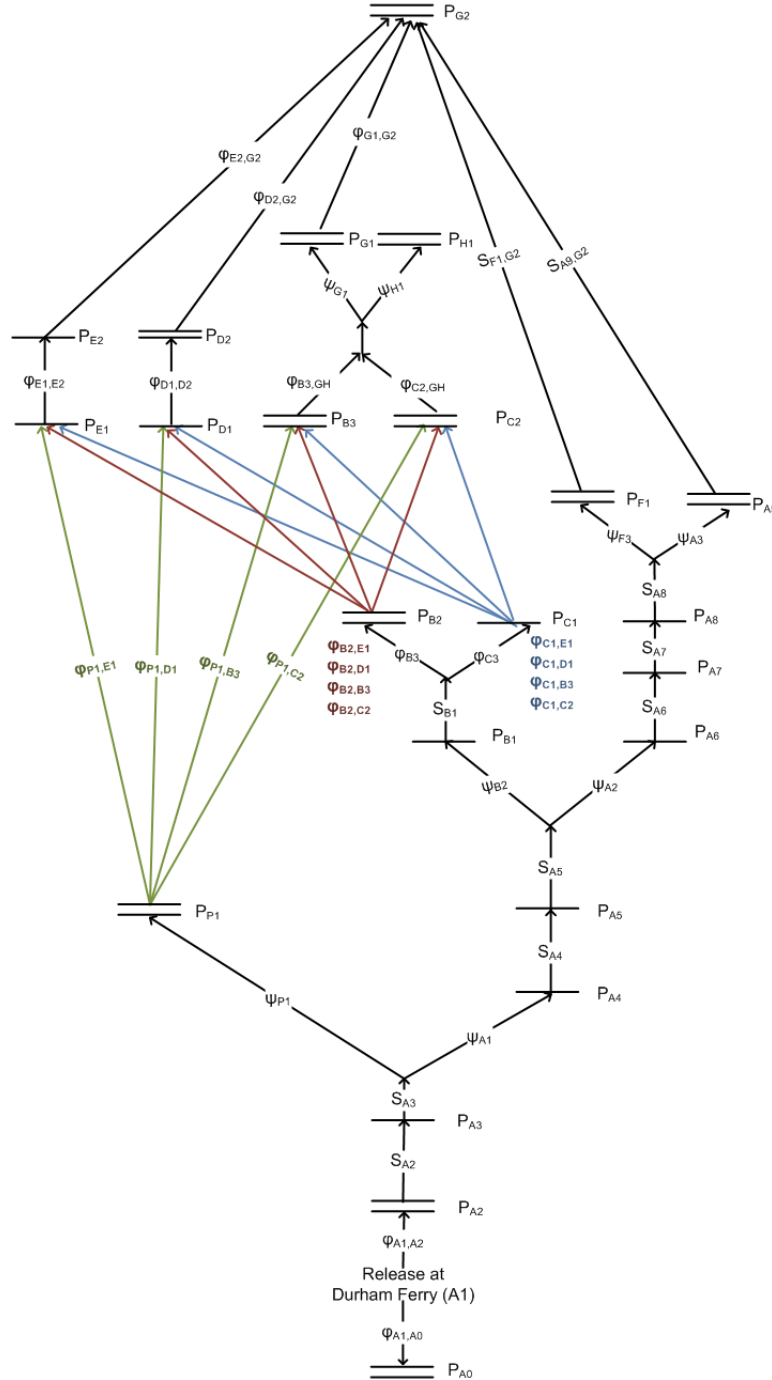 P_G2
φ_G1,G2
φ_E2,G2
φ_D2,G2
P_G1 P_H1
S_F1,G2 S_A9,G2
ψ_G1 ψ_H1
P_E2 P_D2
φ_E1,E2 φ_D1,D2 φ_B3,GH φ_C2,GH
P_E1 P_D1 P_B3 P_C2
P_F1 P_A9
ψ_F3 ψ_A3
S_A8
P_B2 P_C1 P_A8
φ_B2,E1 φ_B3 φ_C3 φ_C1,E1 S_A7
φ_P1,E1 φ_P1,D1 φ_P1,B3 φ_P1,C2 φ_B2,D1 φ_C1,D1 P_A7
φ_B2,B3 φ_C1,B3
φ_B2,C2 S_B1 φ_C1,C2 S_A6
P_B1 P_A6
ψ_B2 ψ_A2
S_A5
P_P1 P_A5
S_A4
ψ_P1 P_A4
ψ_A1
S_A3
P_A3
S_A2
P_A2
φ_A1,A2
Release at
Durham Ferry (A1)
φ_A1,A0
P_A0